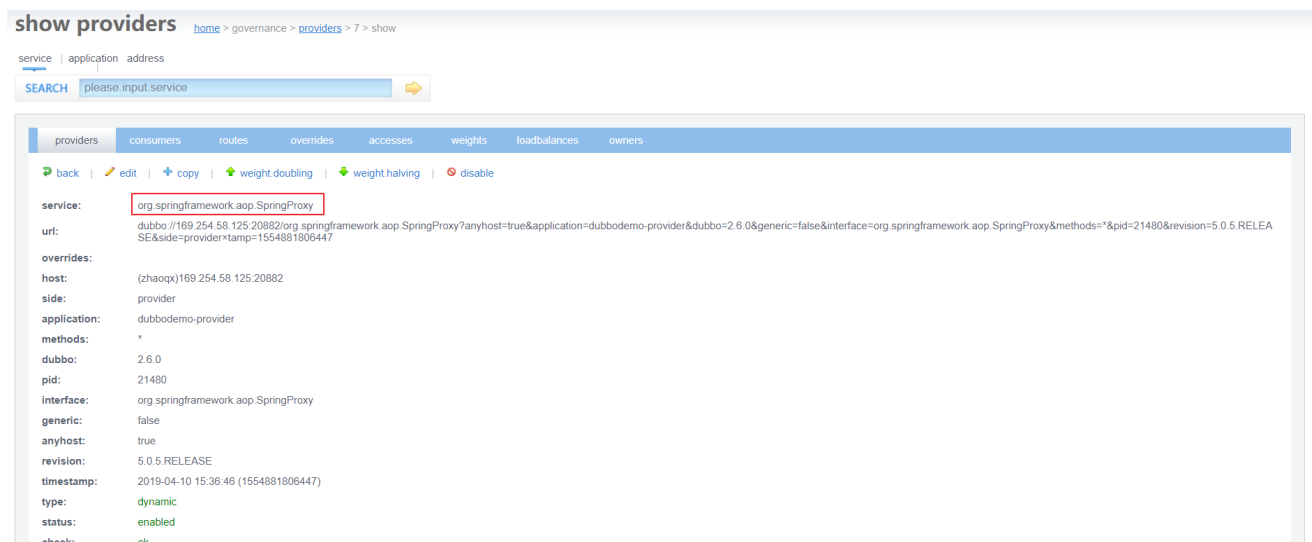 show providers home > governance > providers > 7 > show
service | application address
SEARCH please.input.service
providers consumers routes overrides accesses weights loadbalances owners
back | edit | copy | weight.doubling | weight.halving | disable
service: org.springframework.aop.SpringProxy
url: dubbo://169.254.58.125:20882/org.springframework.aop.SpringProxy?anyhost=true&application=dubbodemo-provider&dubbo=2.6.0&generic=false&interface=org.springframework.aop.SpringProxy&methods=*&pid=21480&revision=5.0.5.RELEA
SE&side=provider×tamp=1554881806447
overrides:
host: (zhaoqx)169.254.58.125:20882
side: provider
application: dubbodemo-provider
methods: *
dubbo: 2.6.0
pid: 21480
interface: org.springframework.aop.SpringProxy
generic: false
anyhost: true
revision: 5.0.5.RELEASE
timestamp: 2019-04-10 15:36:46 (1554881806447)
type: dynamic
status: enabled
check: ok